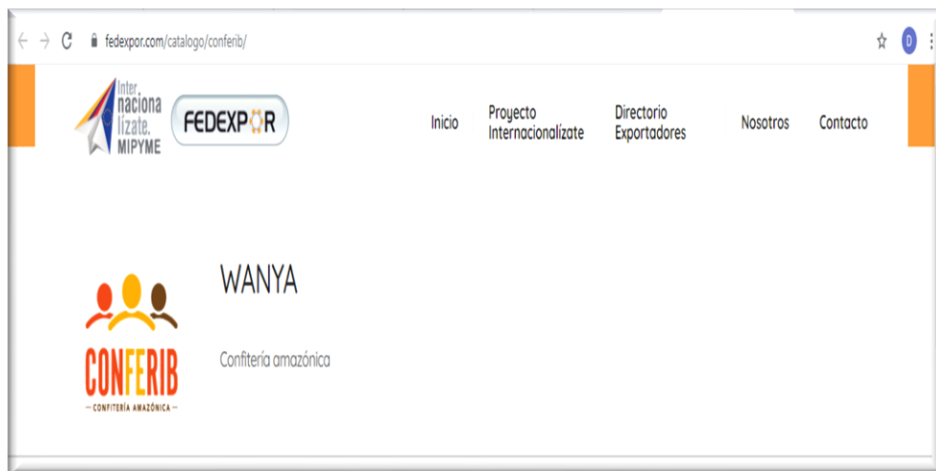 fedexpor.com/catalogo/conferib/
D
Inter
naciona
lízate.
MIPYME
FEDEXPOR
Inicio
Proyecto
Internacionalízate
Directorio
Exportadores
Nosotros
Contacto
WANYA
Confitería amazónica
CONFERIB
— CONFITERÍA AMAZÓNICA —